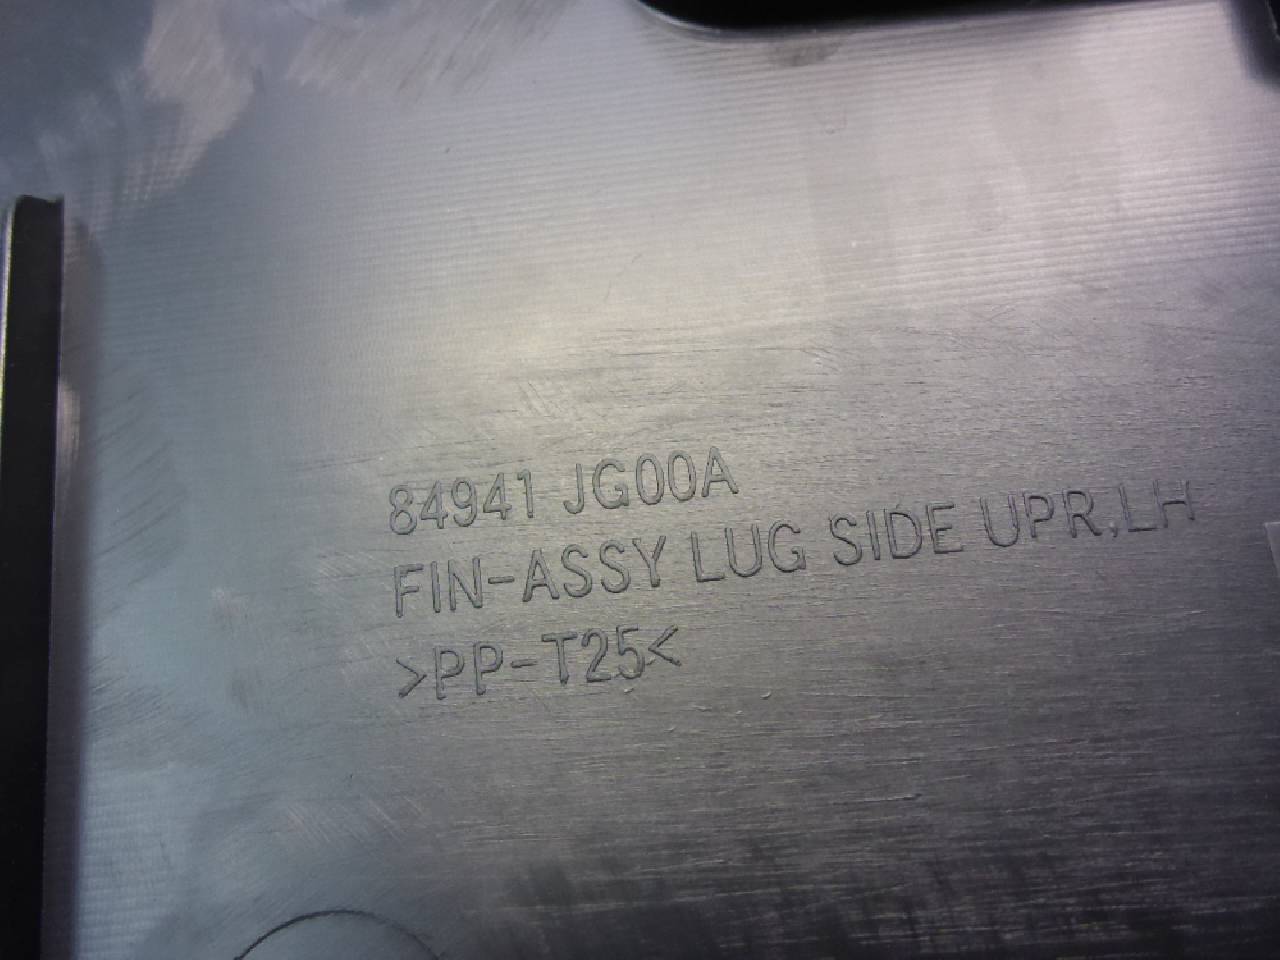 84941 JG00A
FIN-ASSY LUG SIDE UPR,LH
>PP-T25<